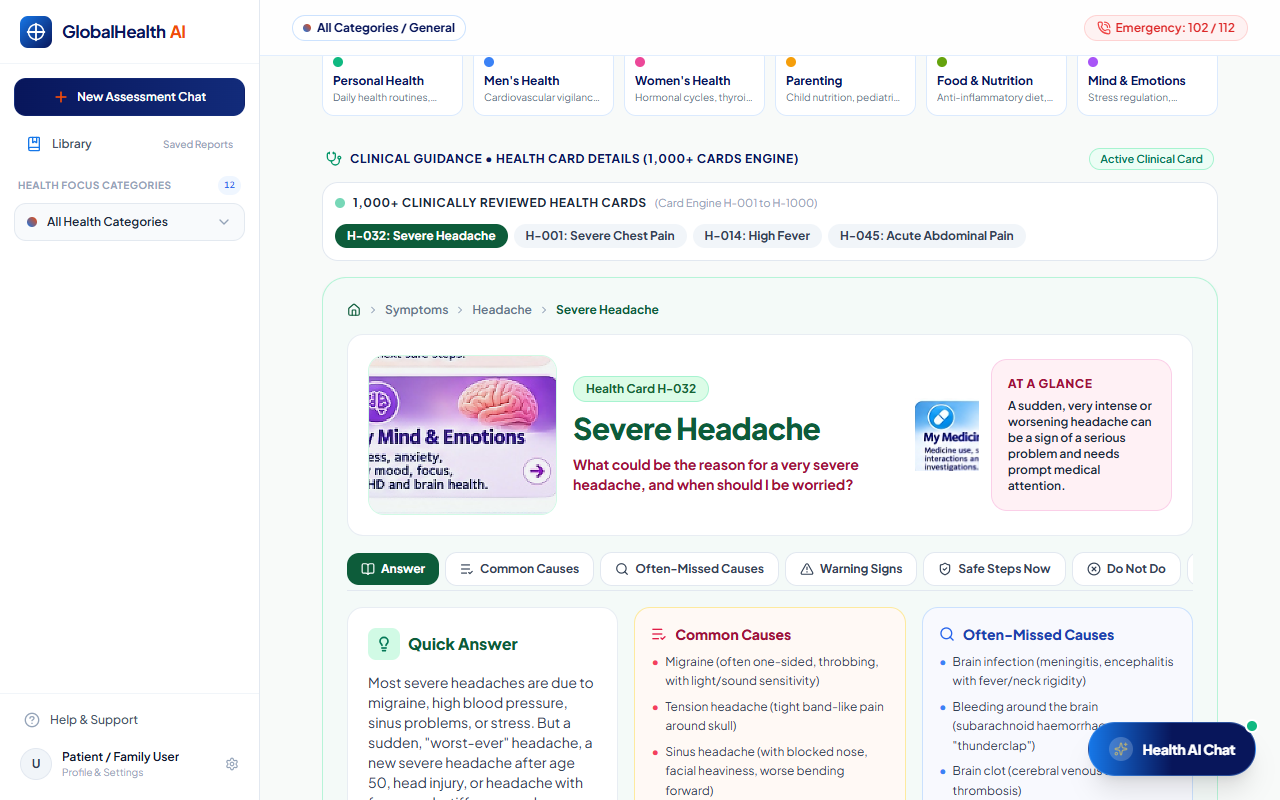 GlobalHealth AI
All Categories / General
Emergency: 102 / 112
New Assessment Chat
Library
Saved Reports
HEALTH FOCUS CATEGORIES
12
All Health Categories
Personal Health
Daily health routines,...
Men's Health
Cardiovascular vigilanc...
Women's Health
Hormonal cycles, thyroi...
Parenting
Child nutrition, pediatri...
Food & Nutrition
Anti-inflammatory diet,...
Mind & Emotions
Stress regulation,...
CLINICAL GUIDANCE • HEALTH CARD DETAILS (1,000+ CARDS ENGINE)
Active Clinical Card
1,000+ CLINICALLY REVIEWED HEALTH CARDS (Card Engine H-001 to H-1000)
H-032: Severe Headache
H-001: Severe Chest Pain
H-014: High Fever
H-045: Acute Abdominal Pain
Symptoms
Headache
Severe Headache
next safe steps.
y Mind & Emotions
ess, anxiety,
mood, focus,
HD and brain health.
Health Card H-032
Severe Headache
What could be the reason for a very severe
headache, and when should I be worried?
My Medicin
Medicine use, s
interactions an
investigations.
AT A GLANCE
A sudden, very intense or
worsening headache can
be a sign of a serious
problem and needs
prompt medical
attention.
Answer
Common Causes
Often-Missed Causes
Warning Signs
Safe Steps Now
Do Not Do
Quick Answer
Most severe headaches are due to
migraine, high blood pressure,
sinus problems, or stress. But a
sudden, "worst-ever" headache, a
new severe headache after age
50, head injury, or headache with
Common Causes
Migraine (often one-sided, throbbing,
with light/sound sensitivity)
Tension headache (tight band-like pain
around skull)
Sinus headache (with blocked nose,
facial heaviness, worse bending
forward)
Often-Missed Causes
Brain infection (meningitis, encephalitis
with fever/neck rigidity)
Bleeding around the brain
(subarachnoid haemorrhag
"thunderclap")
Brain clot (cerebral venous
thrombosis)
Health AI Chat
Help & Support
U
Patient / Family User
Profile & Settings